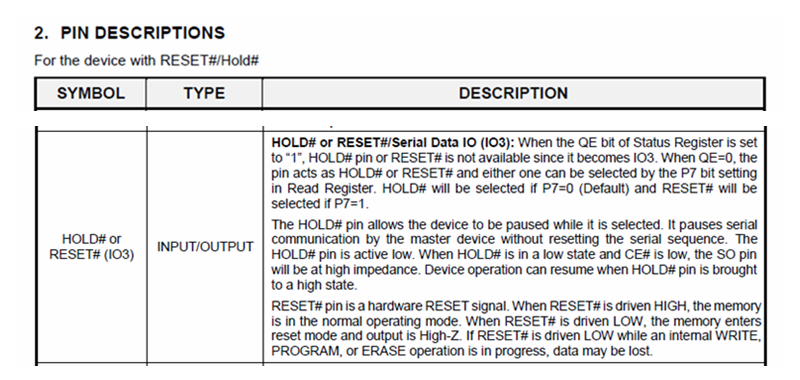 2. PIN DESCRIPTIONS
For the device with RESET#/Hold#
SYMBOL TYPE DESCRIPTION
HOLD# or RESET#/Serial Data IO (IO3): When the QE bit of Status Register is set
to “1”, HOLD# pin or RESET# is not available since it becomes IO3. When QE=0, the
pin acts as HOLD# or RESET# and either one can be selected by the P7 bit setting
in Read Register. HOLD# will be selected if P7=0 (Default) and RESET# will be
selected if P7=1.
HOLD# or
RESET# (IO3)
INPUT/OUTPUT
The HOLD# pin allows the device to be paused while it is selected. It pauses serial
communication by the master device without resetting the serial sequence. The
HOLD# pin is active low. When HOLD# is in a low state and CE# is low, the SO pin
will be at high impedance. Device operation can resume when HOLD# pin is brought
to a high state.
RESET# pin is a hardware RESET signal. When RESET# is driven HIGH, the memory
is in the normal operating mode. When RESET# is driven LOW, the memory enters
reset mode and output is High-Z. If RESET# is driven LOW while an internal WRITE,
PROGRAM, or ERASE operation is in progress, data may be lost.